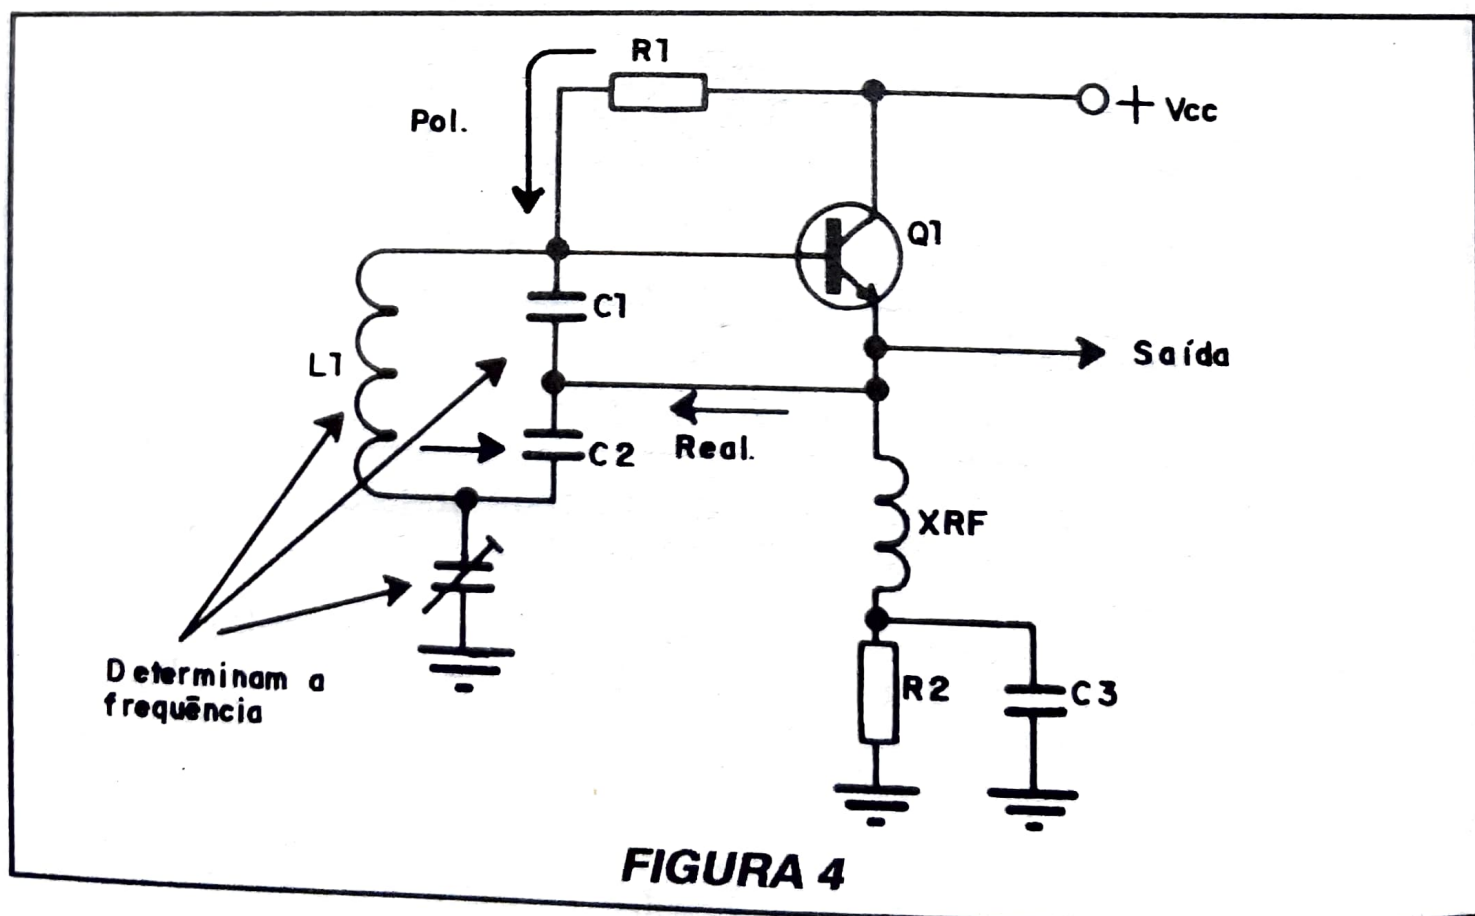 R1
Pol.
+ Vcc
Q1
C1
L1
Saída
C2
Real.
XRF
Determinam a
frequência
R2
C3
FIGURA 4